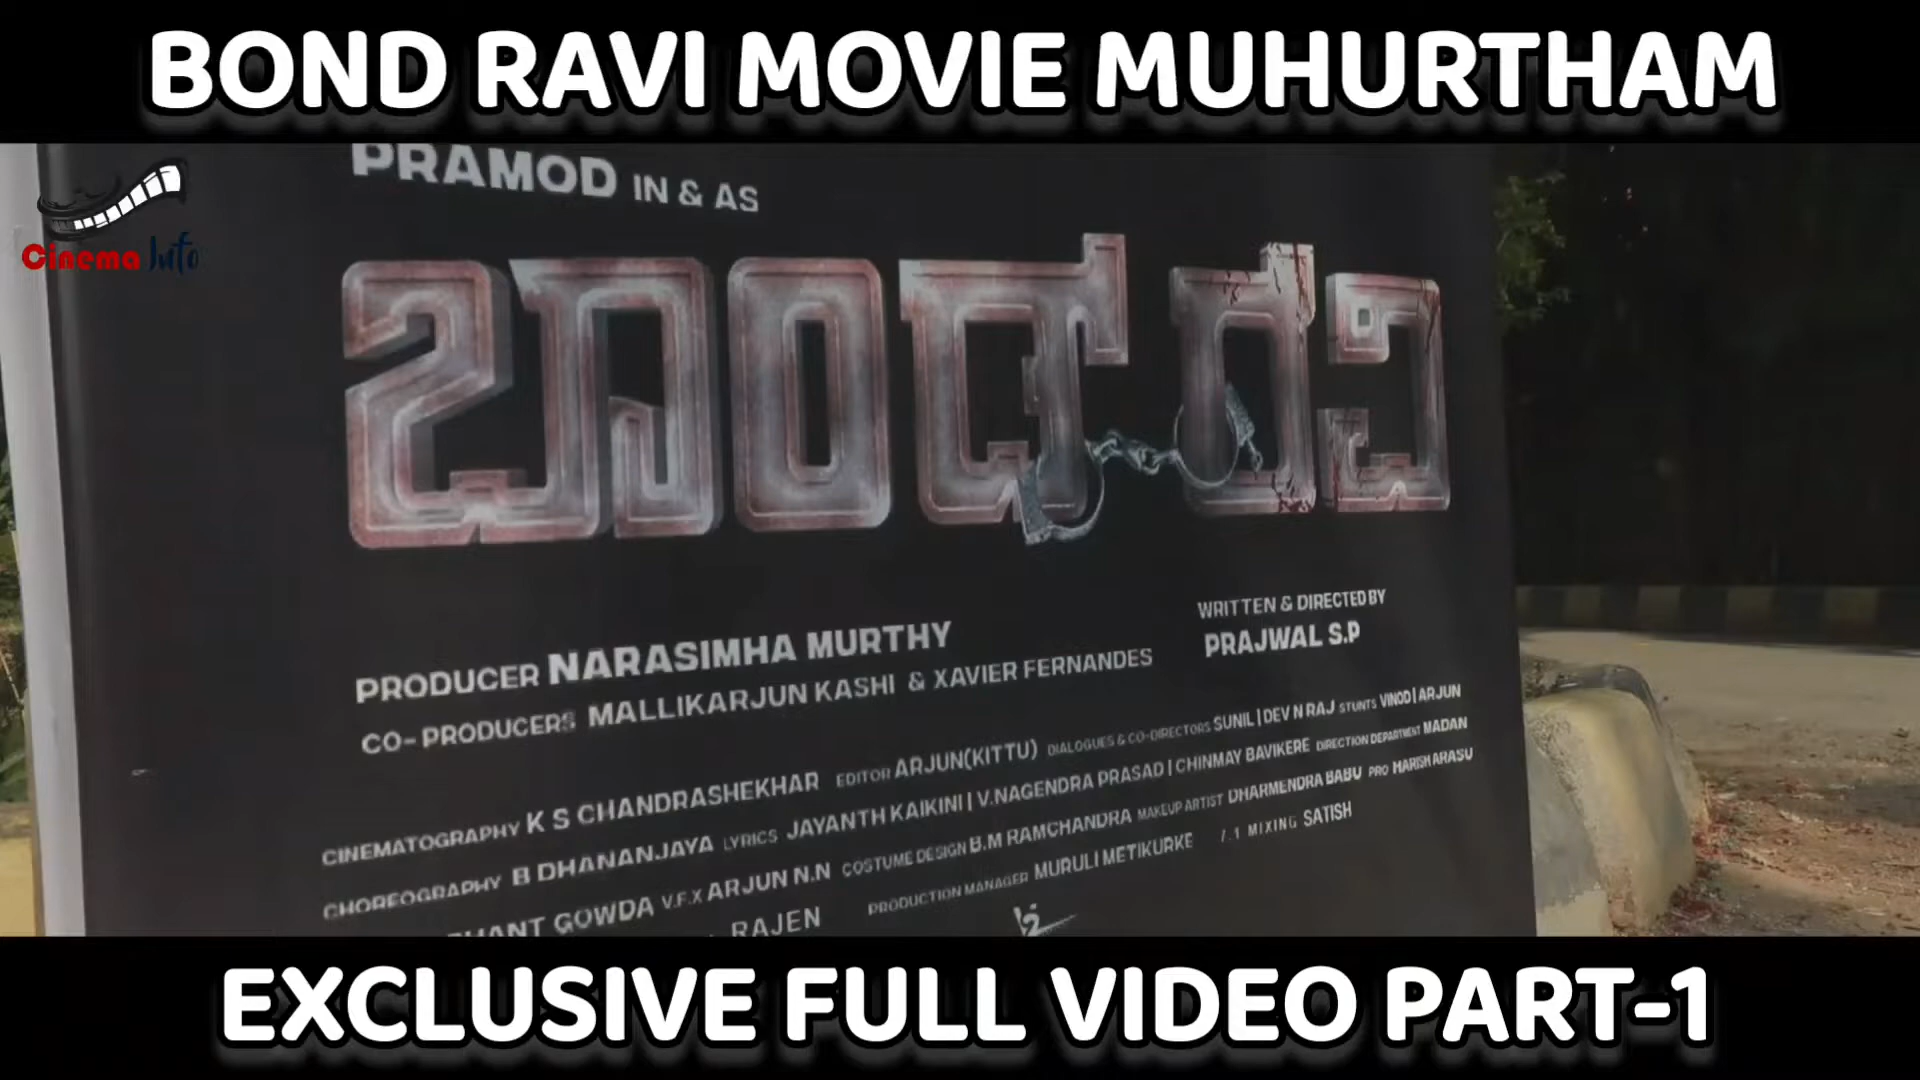 BOND RAVI MOVIE MUHURTHAM
Cinema Info
PRAMOD IN & AS
ಬಾಂಡ್ ರವಿ
WRITTEN & DIRECTED BY
PRAJWAL S.P
PRODUCER NARASIMHA MURTHY
CO-PRODUCERS MALLIKARJUN KASHI & XAVIER FERNANDES
CINEMATOGRAPHY K S CHANDRASHEKHAR EDITOR ARJUN(KITTU) DIALOGUES & CO-DIRECTORS SUNIL | DEV N RAJ STUNTS VINOD | ARJUN
CHOREOGRAPHY B DHANANJAYA LYRICS JAYANTH KAIKINI | V.NAGENDRA PRASAD | CHINMAY BAVIKERE DIRECTION DEPARTMENT MADAN
GOWDA V.F.X ARJUN N.N COSTUME DESIGN B.M RAMCHANDRA MAKEUP ARTIST DHARMENDRA BABU PRO HARISH ARASU
RAJEN PRODUCTION MANAGER MURULI METIKURKE 7.1 MIXING SATISH
EXCLUSIVE FULL VIDEO PART-1